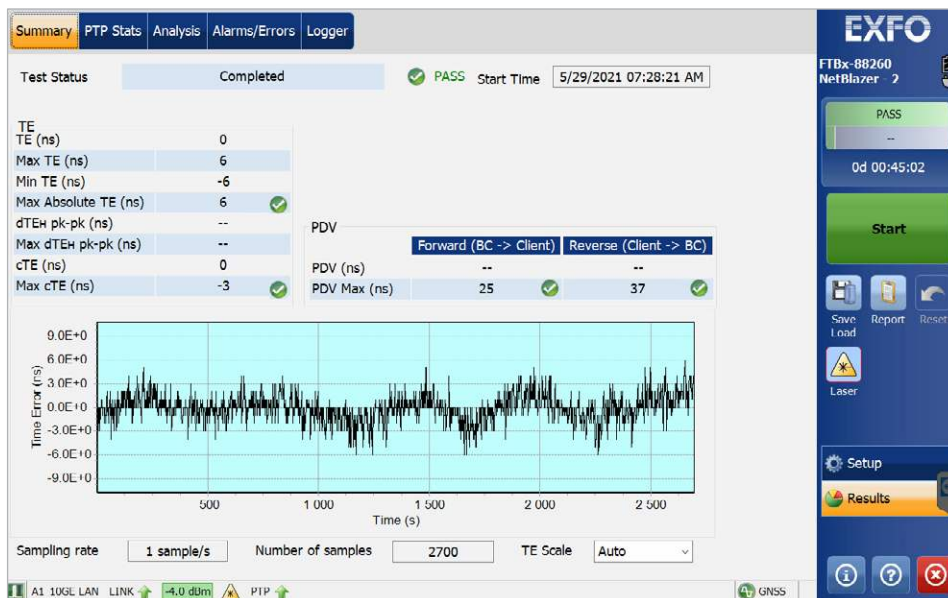 Summary PTP Stats Analysis Alarms/Errors Logger
EXFO
FTBx-88260
NetBlazer - 2
Test Status Completed PASS Start Time 5/29/2021 07:28:21 AM
PASS
--
0d 00:45:02
TE
TE (ns) 0
Max TE (ns) 6
Min TE (ns) -6
Max Absolute TE (ns) 6
dTEH pk-pk (ns) --
Max dTEH pk-pk (ns) --
cTE (ns) 0
Max cTE (ns) -3
PDV
Forward (BC -> Client) Reverse (Client -> BC)
PDV (ns) -- --
PDV Max (ns) 25 37
Start
Save
Load
Report
Reset
Laser
9.0E+0
6.0E+0
3.0E+0
0.0E+0
-3.0E+0
-6.0E+0
-9.0E+0
Time Error (ns)
500 1 000 1 500 2 000 2 500
Time (s)
Setup
Results
Sampling rate 1 sample/s Number of samples 2700 TE Scale Auto
A1 10GE LAN LINK -4.0 dBm PTP GNSS